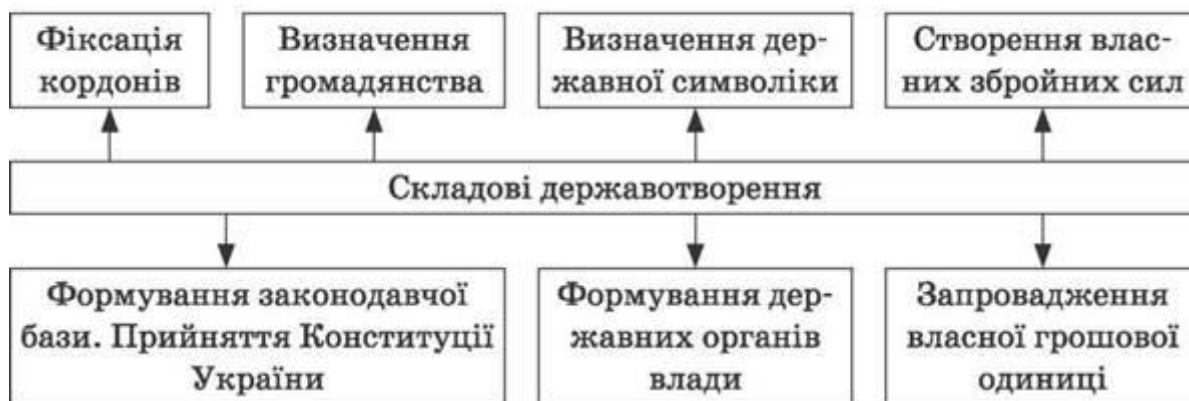 Фіксація
кордонів
Визначення
громадянства
Визначення дер-
жавної символіки
Створення влас-
них збройних сил
Складові державотворення
Формування законодавчої
бази. Прийняття Конституції
України
Формування дер-
жавних органів
влади
Запровадження
власної грошової
одиниці